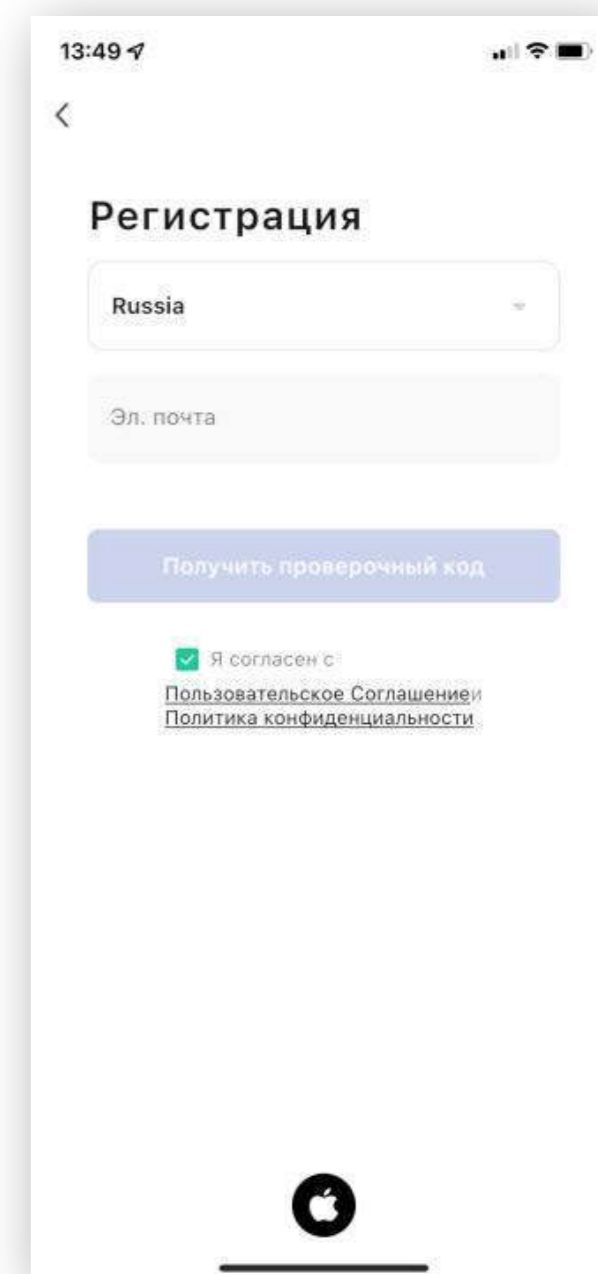 13:49
Регистрация
Russia
Эл. почта
Получить проверочный код
Я согласен с
Пользовательское Соглашениеи
Политика конфиденциальности